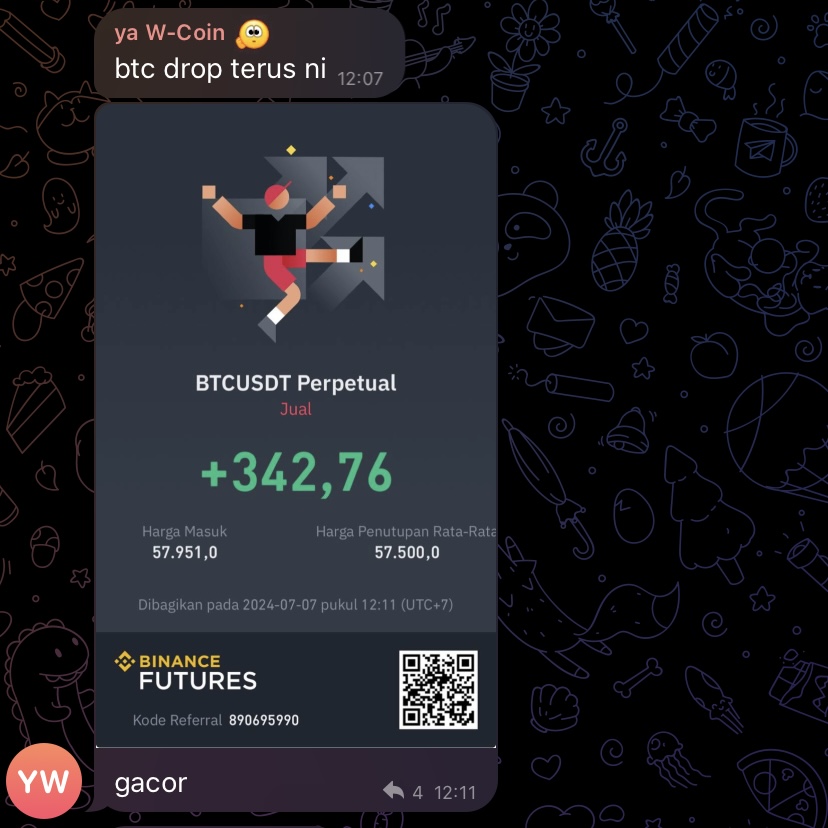 ya W-Coin
btc drop terus ni 12:07
BTCUSDT Perpetual
Jual
+342,76
Harga Masuk Harga Penutupan Rata-Rata
57.951,0 57.500,0
Dibagikan pada 2024-07-07 pukul 12:11 (UTC+7)
BINANCE
FUTURES
Kode Referral 890695990
YW
gacor 4 12:11